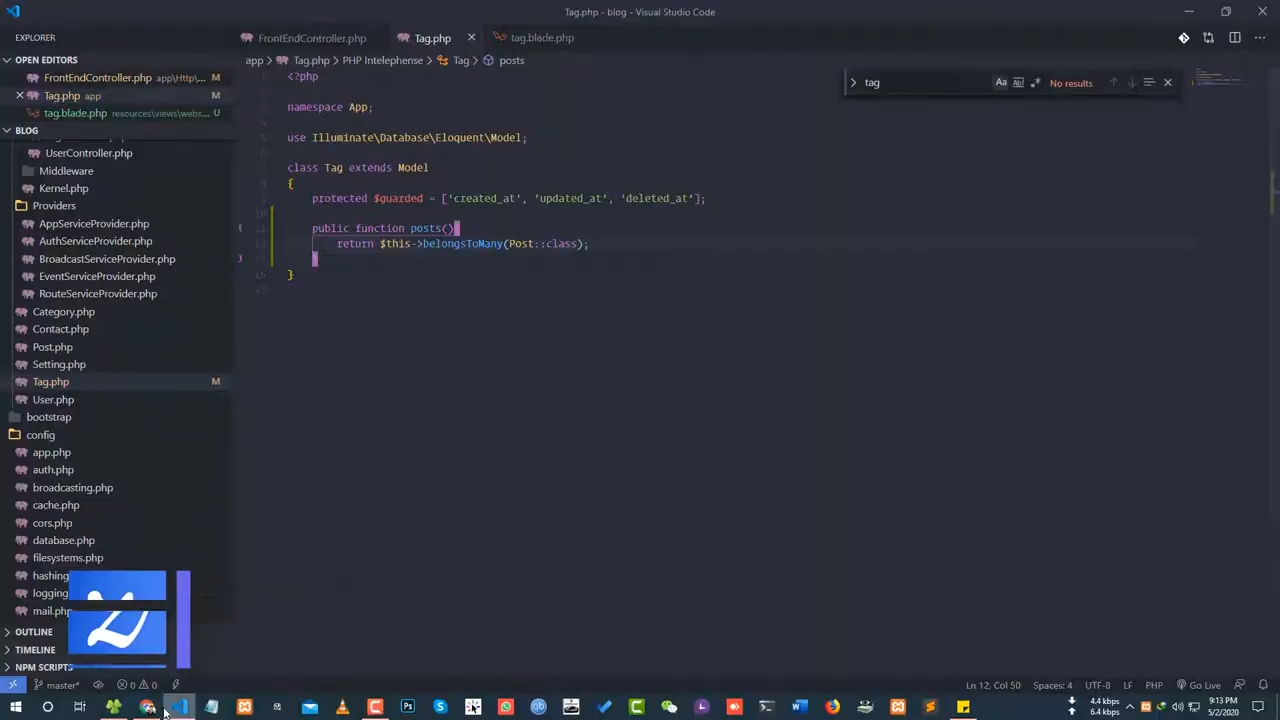 Tag.php - blog - Visual Studio Code
EXPLORER
FrontEndController.php
Tag.php
tag.blade.php
OPEN EDITORS
FrontEndController.php app\Http\... M
Tag.php app M
tag.blade.php resources\views\webs... U
BLOG
UserController.php
Middleware
Kernel.php
Providers
AppServiceProvider.php
AuthServiceProvider.php
BroadcastServiceProvider.php
EventServiceProvider.php
RouteServiceProvider.php
Category.php
Contact.php
Post.php
Setting.php
Tag.php M
User.php
bootstrap
config
app.php
auth.php
broadcasting.php
cache.php
cors.php
database.php
filesystems.php
hashing
logging
mail.php
OUTLINE
TIMELINE
NPM SCRIPTS
app > Tag.php > PHP Intelephense > Tag > posts
tag Aa No results
<?php
namespace App;
use Illuminate\Database\Eloquent\Model;
class Tag extends Model
{
protected $guarded = ['created_at', 'updated_at', 'deleted_at'];
public function posts(){
return $this->belongsToMany(Post::class);
}
}
master* 0 0 Ln 12, Col 50 Spaces: 4 UTF-8 LF PHP Go Live
4.4 kbps
6.4 kbps
9:13 PM
5/2/2020